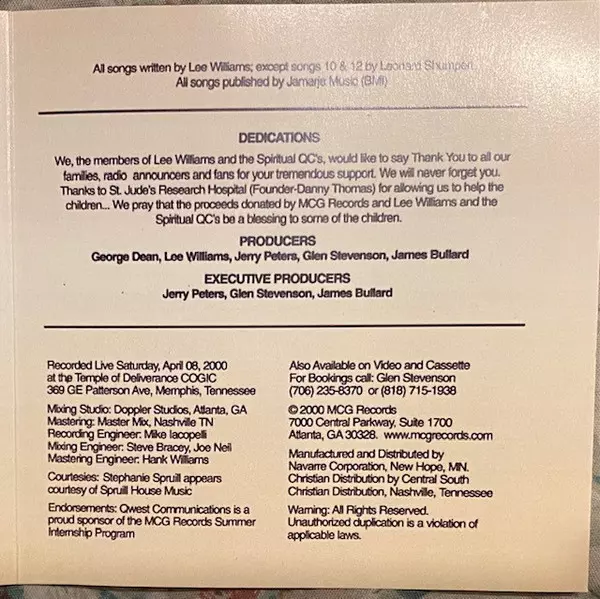 All songs written by Lee Williams; except songs 10 & 12 by Leonard Shumpert
All songs published by Jamarje Music (BMI)
DEDICATIONS
We, the members of Lee Williams and the Spiritual QC's, would like to say Thank You to all our
families, radio announcers and fans for your tremendous support. We will never forget you.
Thanks to St. Jude's Research Hospital (Founder-Danny Thomas) for allowing us to help the
children... We pray that the proceeds donated by MCG Records and Lee Williams and the
Spiritual QC's be a blessing to some of the children.
PRODUCERS
George Dean, Lee Williams, Jerry Peters, Glen Stevenson, James Bullard
EXECUTIVE PRODUCERS
Jerry Peters, Glen Stevenson, James Bullard
Recorded Live Saturday, April 08, 2000
at the Temple of Deliverance COGIC
369 GE Patterson Ave, Memphis, Tennessee
Mixing Studio: Doppler Studios, Atlanta, GA
Mastering: Master Mix, Nashville TN
Recording Engineer: Mike Iacopelli
Mixing Engineer: Steve Bracey, Joe Neil
Mastering Engineer: Hank Williams
Courtesies: Stephanie Spruill appears
courtesy of Spruill House Music
Endorsements: Qwest Communications is a
proud sponsor of the MCG Records Summer
Internship Program
Also Available on Video and Cassette
For Bookings call: Glen Stevenson
(706) 235-8370 or (818) 715-1938
© 2000 MCG Records
7000 Central Parkway, Suite 1700
Atlanta, GA 30328. www.mcgrecords.com
Manufactured and Distributed by
Navarre Corporation, New Hope, MN.
Christian Distribution by Central South
Christian Distribution, Nashville, Tennessee
Warning: All Rights Reserved.
Unauthorized duplication is a violation of
applicable laws.